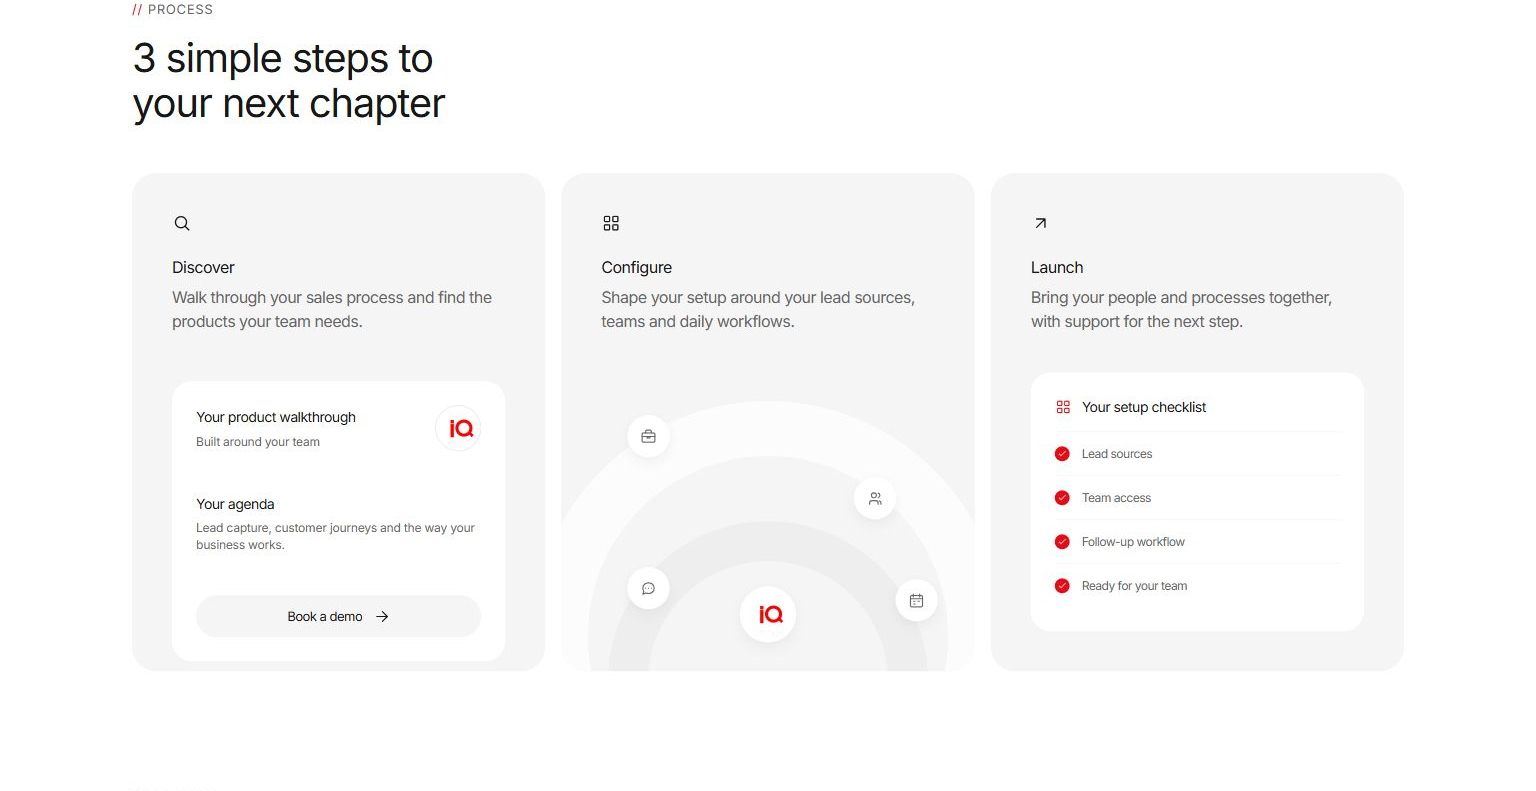 // PROCESS
3 simple steps to
your next chapter
Discover
Walk through your sales process and find the
products your team needs.
Your product walkthrough
Built around your team
iQ
Your agenda
Lead capture, customer journeys and the way your
business works.
Book a demo
Configure
Shape your setup around your lead sources,
teams and daily workflows.
iQ
Launch
Bring your people and processes together,
with support for the next step.
Your setup checklist
Lead sources
Team access
Follow-up workflow
Ready for your team